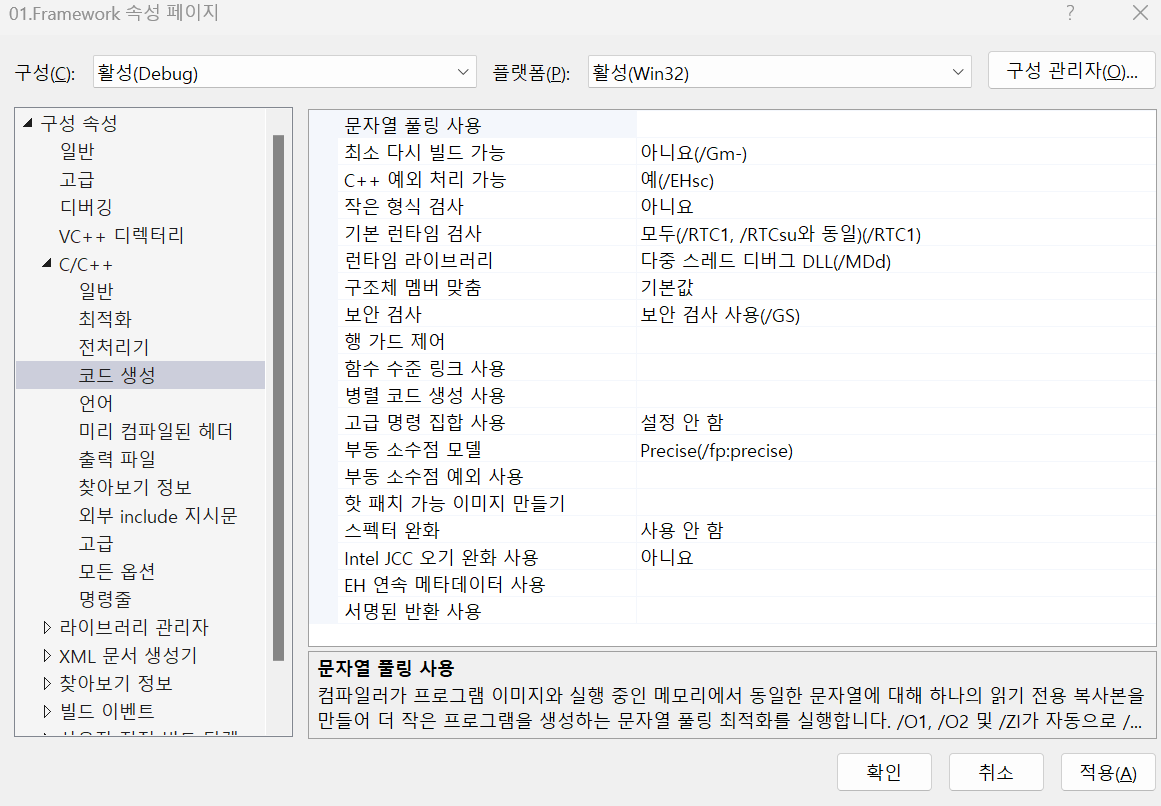 01.Framework 속성 페이지
구성(C): 활성(Debug) 플랫폼(P): 활성(Win32) 구성 관리자(O)...
구성 속성
일반
고급
디버깅
VC++ 디렉터리
C/C++
일반
최적화
전처리기
코드 생성
언어
미리 컴파일된 헤더
출력 파일
찾아보기 정보
외부 include 지시문
고급
모든 옵션
명령줄
라이브러리 관리자
XML 문서 생성기
찾아보기 정보
빌드 이벤트
문자열 풀링 사용
최소 다시 빌드 가능 아니요(/Gm-)
C++ 예외 처리 가능 예(/EHsc)
작은 형식 검사 아니요
기본 런타임 검사 모두(/RTC1, /RTCsu와 동일)(/RTC1)
런타임 라이브러리 다중 스레드 디버그 DLL(/MDd)
구조체 멤버 맞춤 기본값
보안 검사 보안 검사 사용(/GS)
행 가드 제어
함수 수준 링크 사용
병렬 코드 생성 사용
고급 명령 집합 사용 설정 안 함
부동 소수점 모델 Precise(/fp:precise)
부동 소수점 예외 사용
핫 패치 가능 이미지 만들기
스펙터 완화 사용 안 함
Intel JCC 오기 완화 사용 아니요
EH 연속 메타데이터 사용
서명된 반환 사용
문자열 풀링 사용
컴파일러가 프로그램 이미지와 실행 중인 메모리에서 동일한 문자열에 대해 하나의 읽기 전용 복사본을
만들어 더 작은 프로그램을 생성하는 문자열 풀링 최적화를 실행합니다. /O1, /O2 및 /ZI가 자동으로 /...
확인 취소 적용(A)